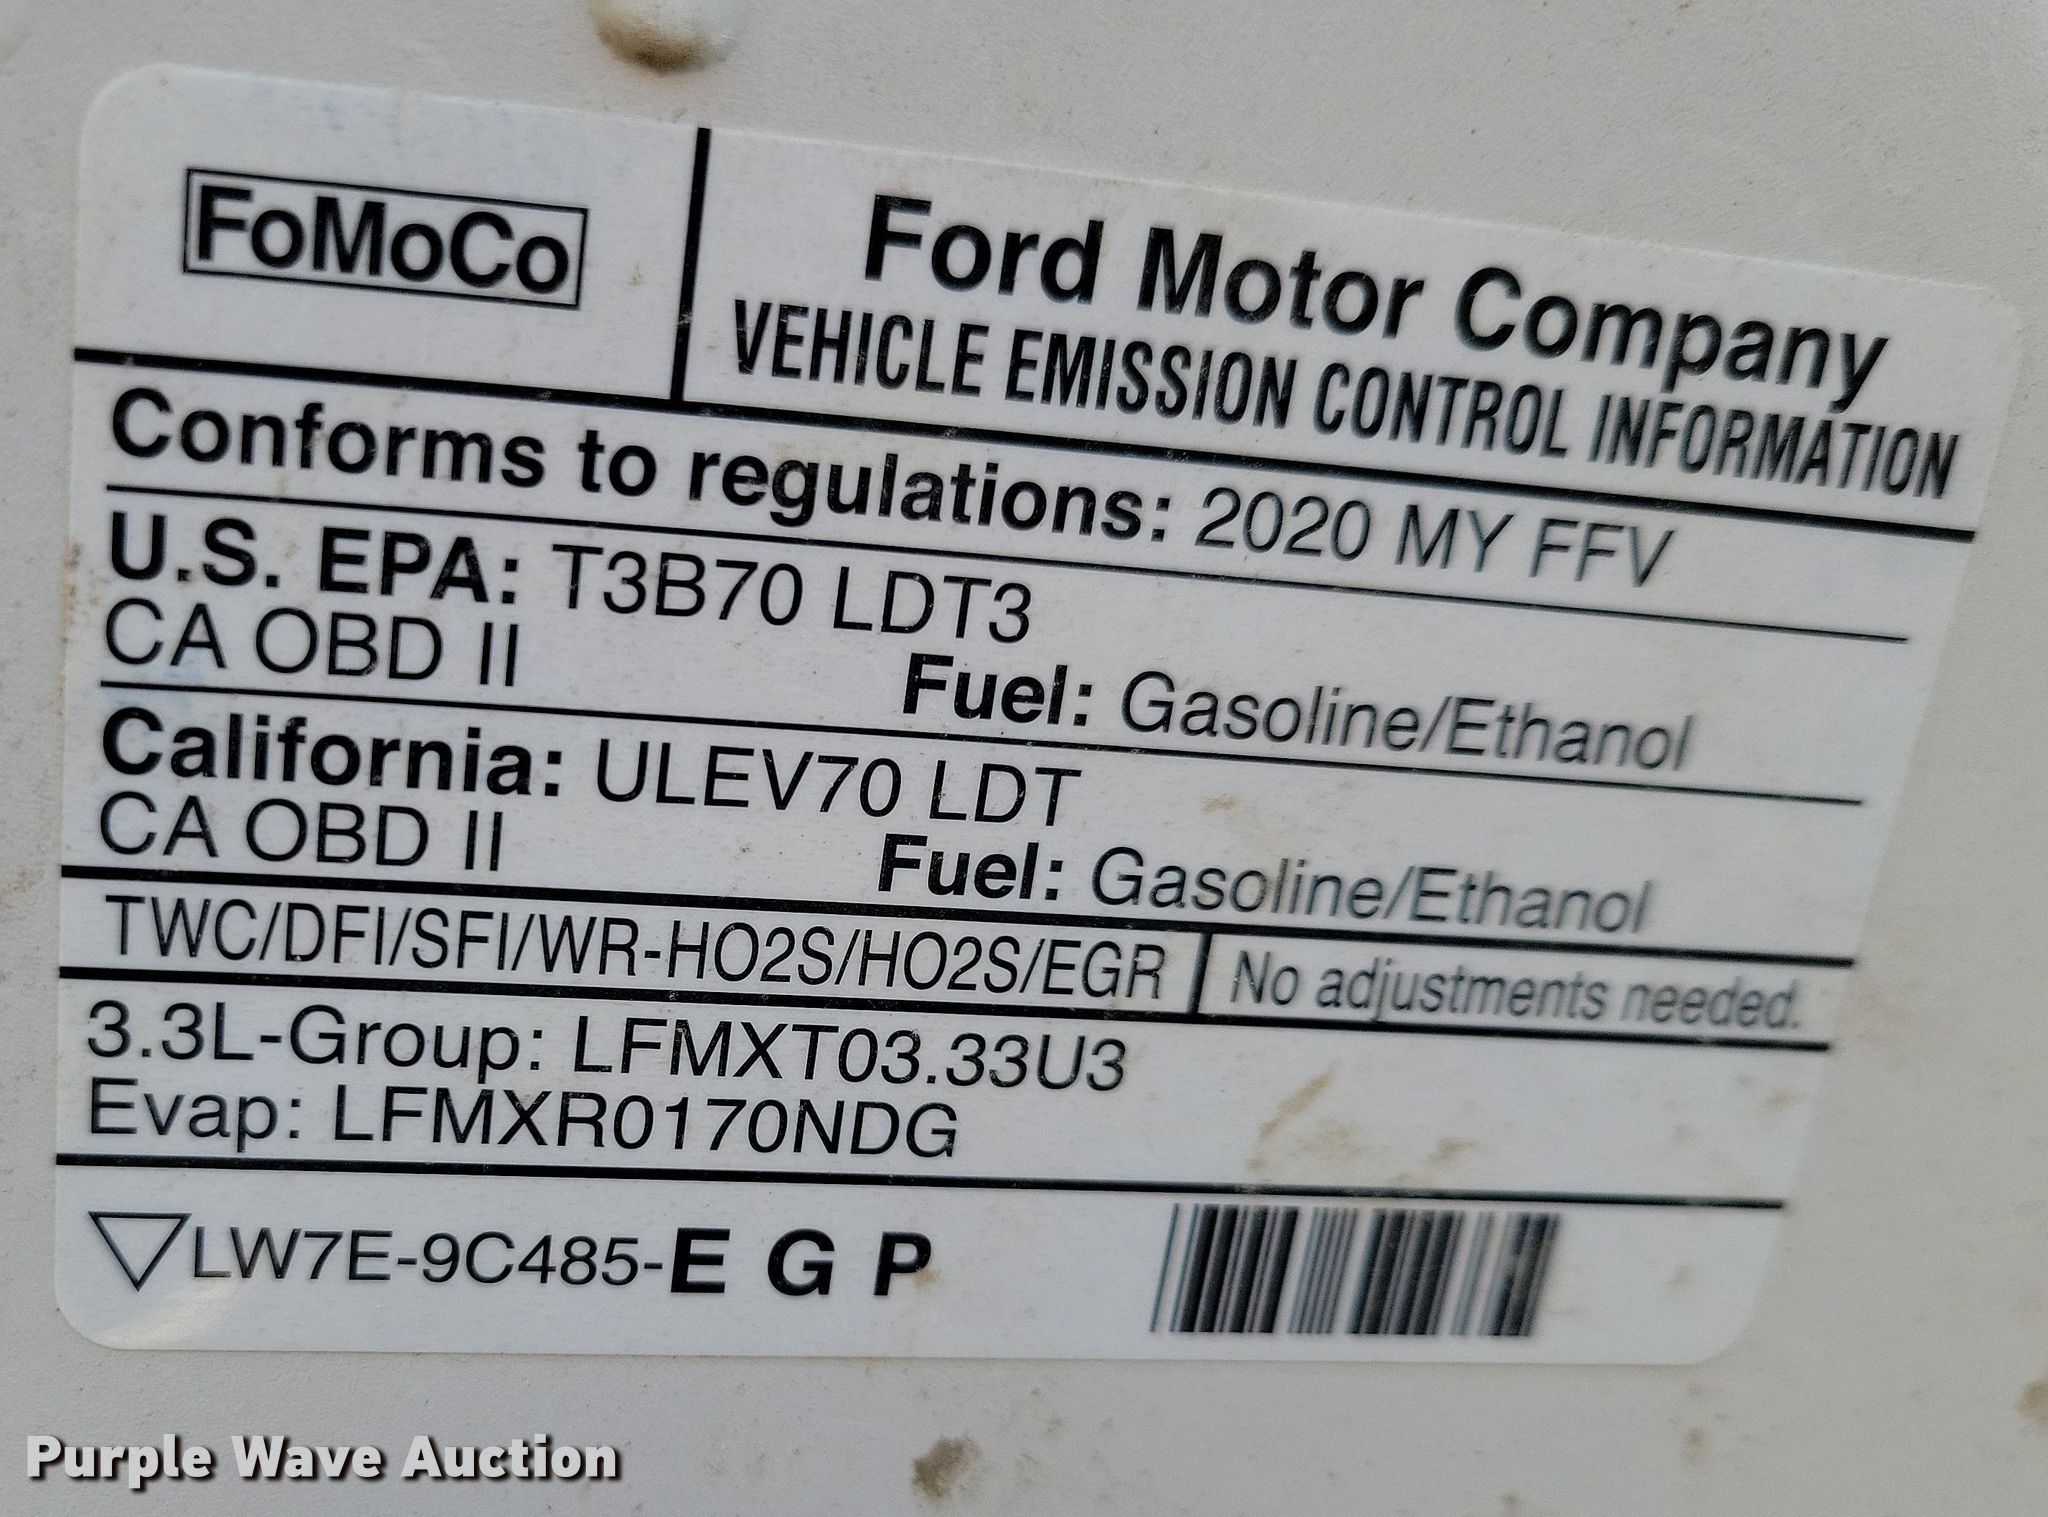 FoMoCo
Ford Motor Company
VEHICLE EMISSION CONTROL INFORMATION
Conforms to regulations: 2020 MY FFV
U.S. EPA: T3B70 LDT3
CA OBD II Fuel: Gasoline/Ethanol
California: ULEV70 LDT
CA OBD II Fuel: Gasoline/Ethanol
TWC/DFI/SFI/WR-HO2S/HO2S/EGR No adjustments needed.
3.3L-Group: LFMXT03.33U3
Evap: LFMXR0170NDG
LW7E-9C485-E G P
Purple Wave Auction